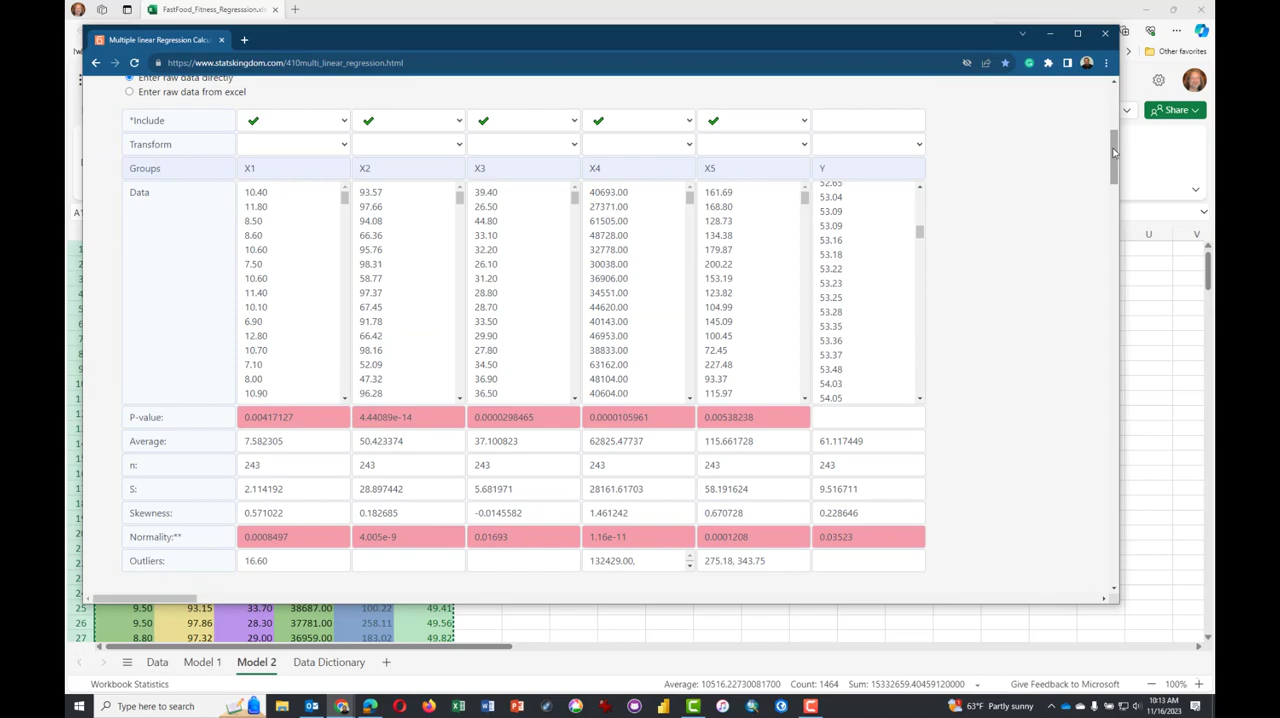 FastFood_Fitness_Regresssion.xls
Multiple linear Regression Calcu
https://www.statskingdom.com/410multi_linear_regression.html
Other favorites
Enter raw data directly
Enter raw data from excel
Share
*Include
Transform
Groups X1 X2 X3 X4 X5 Y
52.65
Data 10.40 93.57 39.40 40693.00 161.69 53.04
11.80 97.66 26.50 27371.00 168.80 53.09
8.50 94.08 44.80 61505.00 128.73 53.09
8.60 66.36 33.10 48728.00 134.38 53.16
10.60 95.76 32.20 32778.00 179.87 53.18
7.50 98.31 26.10 30038.00 200.22 53.22
10.60 58.77 31.20 36906.00 153.19 53.23
11.40 97.37 28.80 34551.00 123.82 53.25
10.10 67.45 28.70 44620.00 104.99 53.28
6.90 91.78 33.50 40143.00 145.09 53.35
12.80 66.42 29.90 46953.00 100.45 53.36
10.70 98.16 27.80 38833.00 72.45 53.37
7.10 52.09 34.50 63162.00 227.48 53.48
8.00 47.32 36.90 48104.00 93.37 54.03
10.90 96.28 36.50 40604.00 115.97 54.05
P-value: 0.00417127 4.44089e-14 0.0000298465 0.0000105961 0.00538238
Average: 7.582305 50.423374 37.100823 62825.47737 115.661728 61.117449
n: 243 243 243 243 243 243
S: 2.114192 28.897442 5.681971 28161.61703 58.191624 9.516711
Skewness: 0.571022 0.182685 -0.0145582 1.461242 0.670728 0.228646
Normality:** 0.0008497 4.005e-9 0.01693 1.16e-11 0.0001208 0.03523
Outliers: 16.60 132429.00, 275.18, 343.75
U V
25 9.50 93.15 33.70 38687.00 100.22 49.41
26 9.50 97.86 28.30 37781.00 258.11 49.56
27 8.80 97.32 29.00 36959.00 183.02 49.82
Data Model 1 Model 2 Data Dictionary
Workbook Statistics Average: 10516.22730081700 Count: 1464 Sum: 15332659.40459120000 Give Feedback to Microsoft 100%
Type here to search 63°F Partly sunny 10:13 AM
11/16/2023